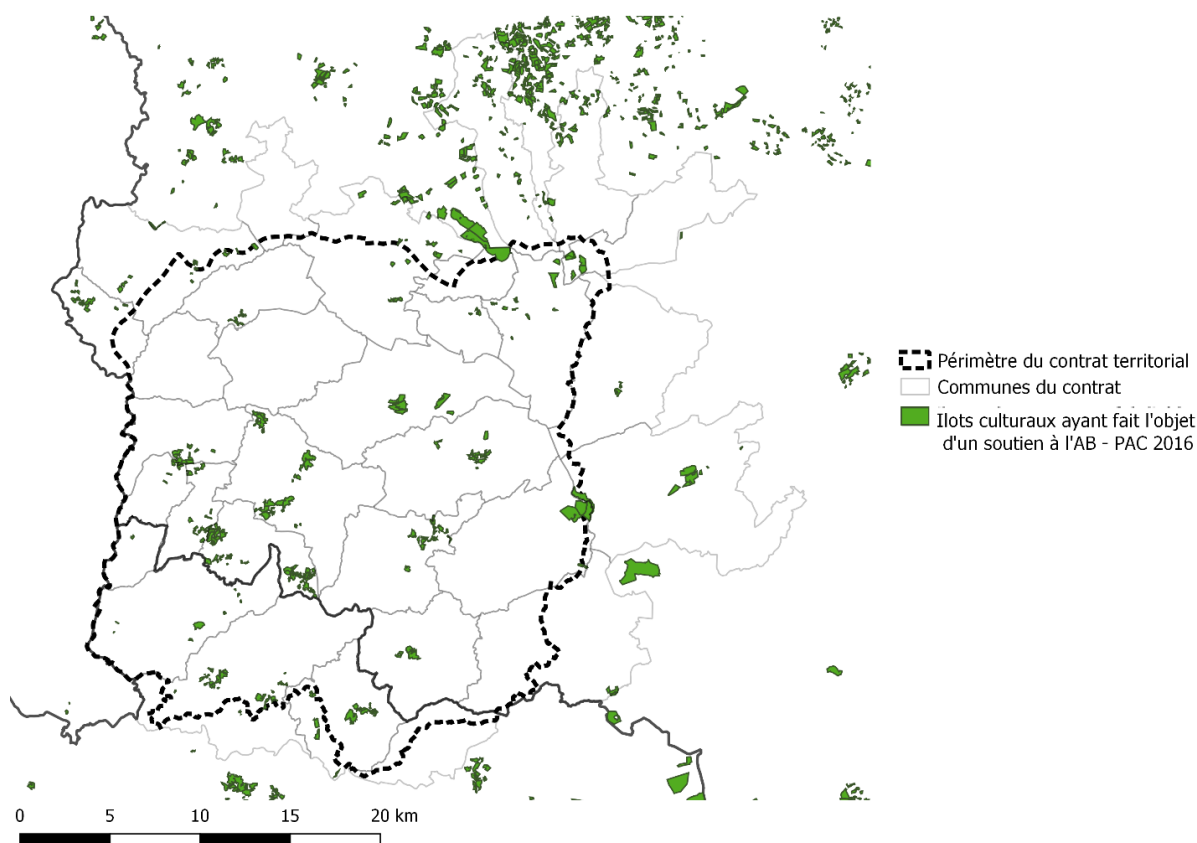 Périmètre du contrat territorial
Communes du contrat
Ilots culturaux ayant fait l'objet
d'un soutien à l'AB - PAC 2016
0 5 10 15 20 km